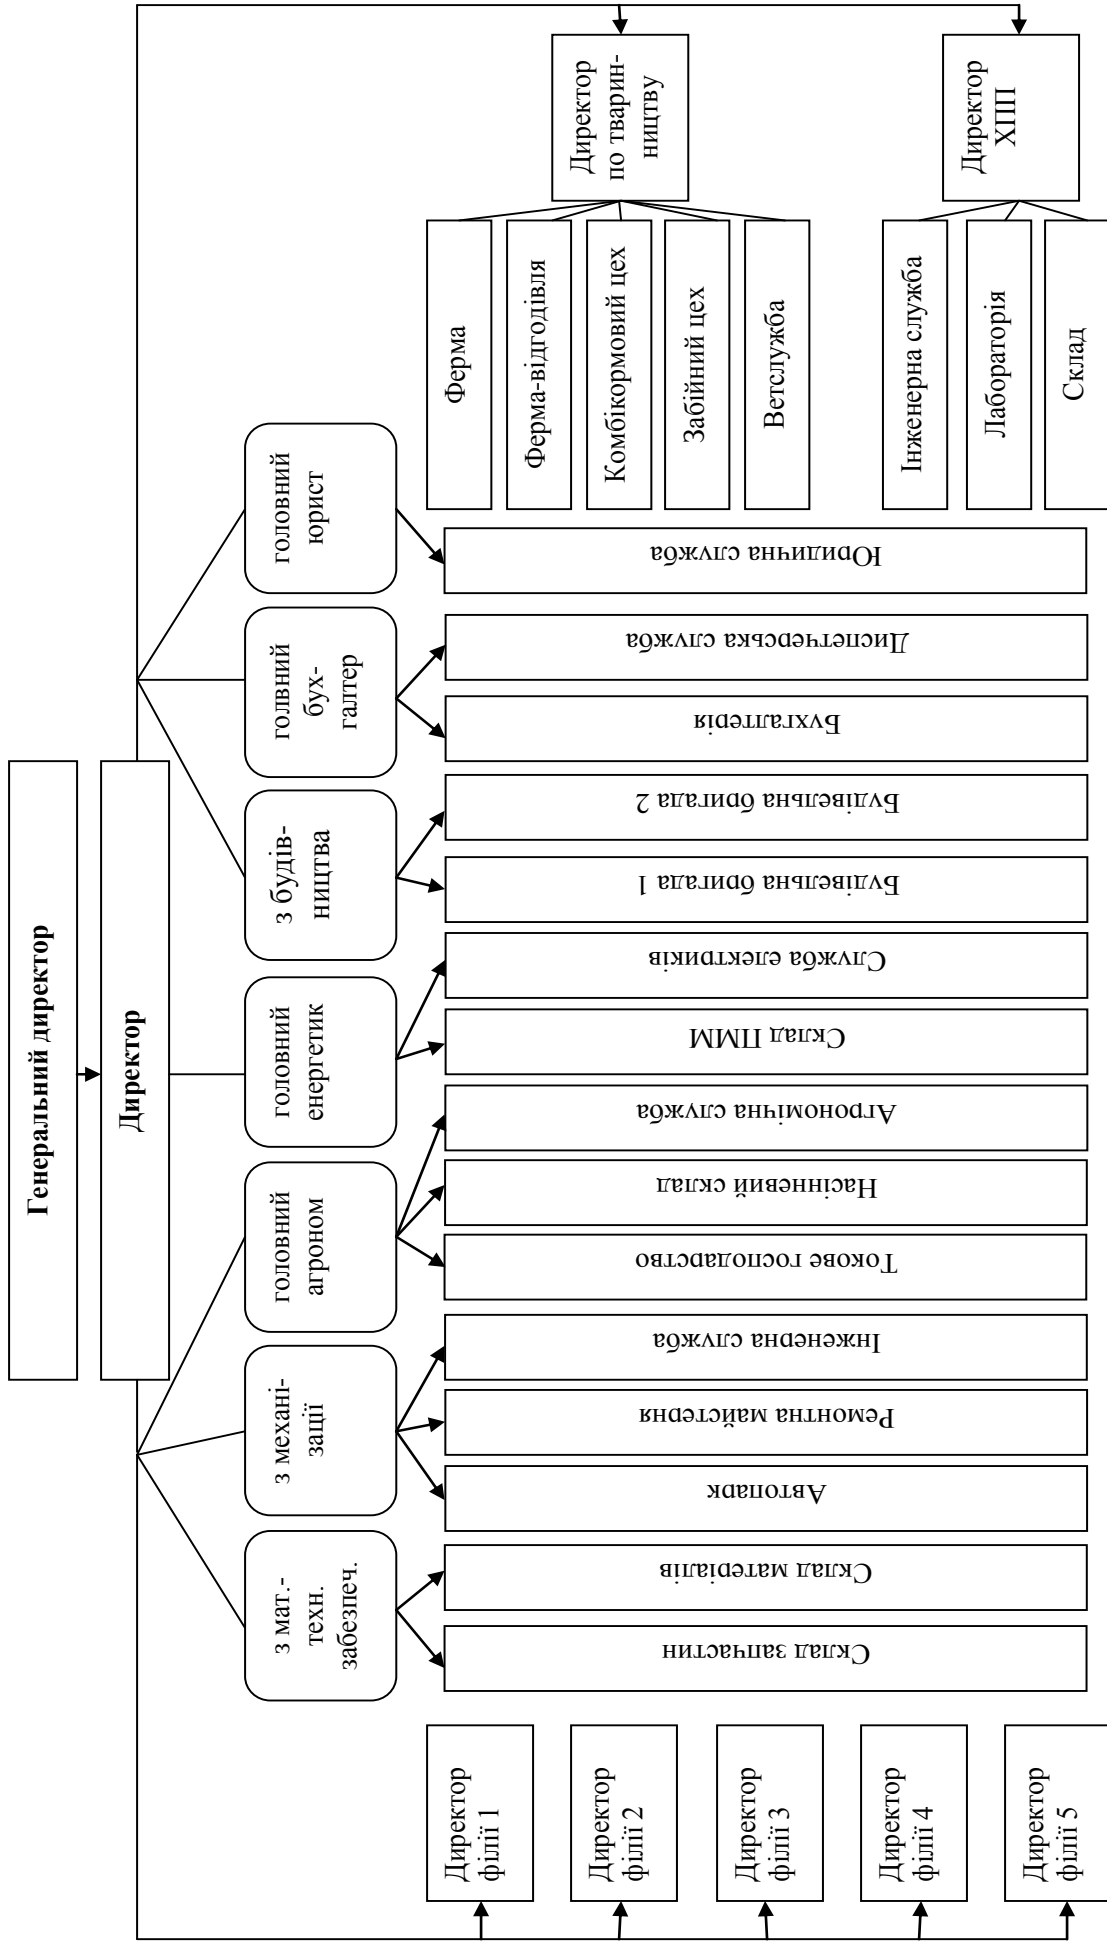 Генеральний директор
Директор
з мат.-
техн.
забезпеч.
з механі-
зації
головний
агроном
головний
енергетик
з будів-
ництва
голвний
бух-
галтер
головний
юрист
Директор
філії 1
Директор
філії 2
Директор
філії 3
Директор
філії 4
Директор
філії 5
Склад запчастин
Склад матеріалів
Автопарк
Ремонтна майстерня
Інженерна служба
Токове господарство
Насінневий склад
Агрономічна служба
Склад ПММ
Служба електриків
Будівельна бригада 1
Будівельна бригада 2
Бухгалтерія
Диспетчерська служба
Юридична служба
Ферма
Ферма-відгодівля
Комбікормовий цех
Забійний цех
Ветслужба
Директор
по тварин-
ництву
Інженерна служба
Лабораторія
Склад
Директор
ХПП